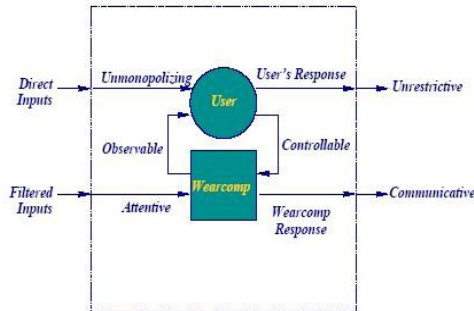 Direct
Inputs
Unmonopolizing
User's Response
Unrestrictive
User
Observable
Controllable
Filtered
Inputs
Attentive
Wearcomp
Wearcomp
Response
Communicative